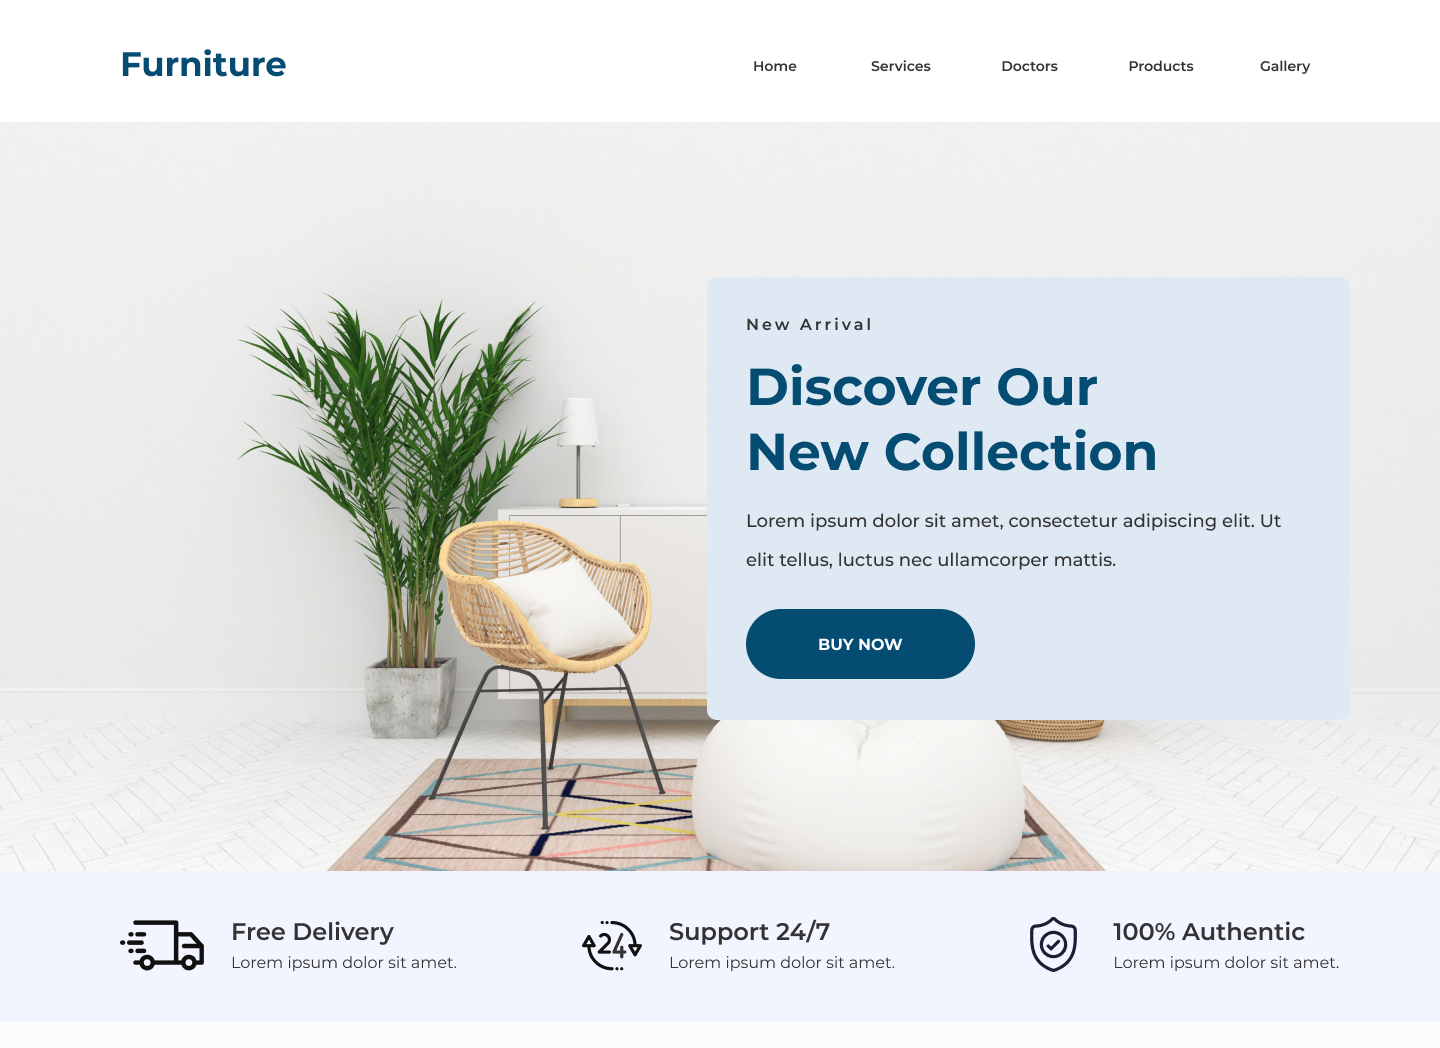 Furniture
Home Services Doctors Products Gallery
New Arrival
Discover Our
New Collection
Lorem ipsum dolor sit amet, consectetur adipiscing elit. Ut
elit tellus, luctus nec ullamcorper mattis.
BUY NOW
24
Free Delivery
Lorem ipsum dolor sit amet.
Support 24/7
Lorem ipsum dolor sit amet.
100% Authentic
Lorem ipsum dolor sit amet.